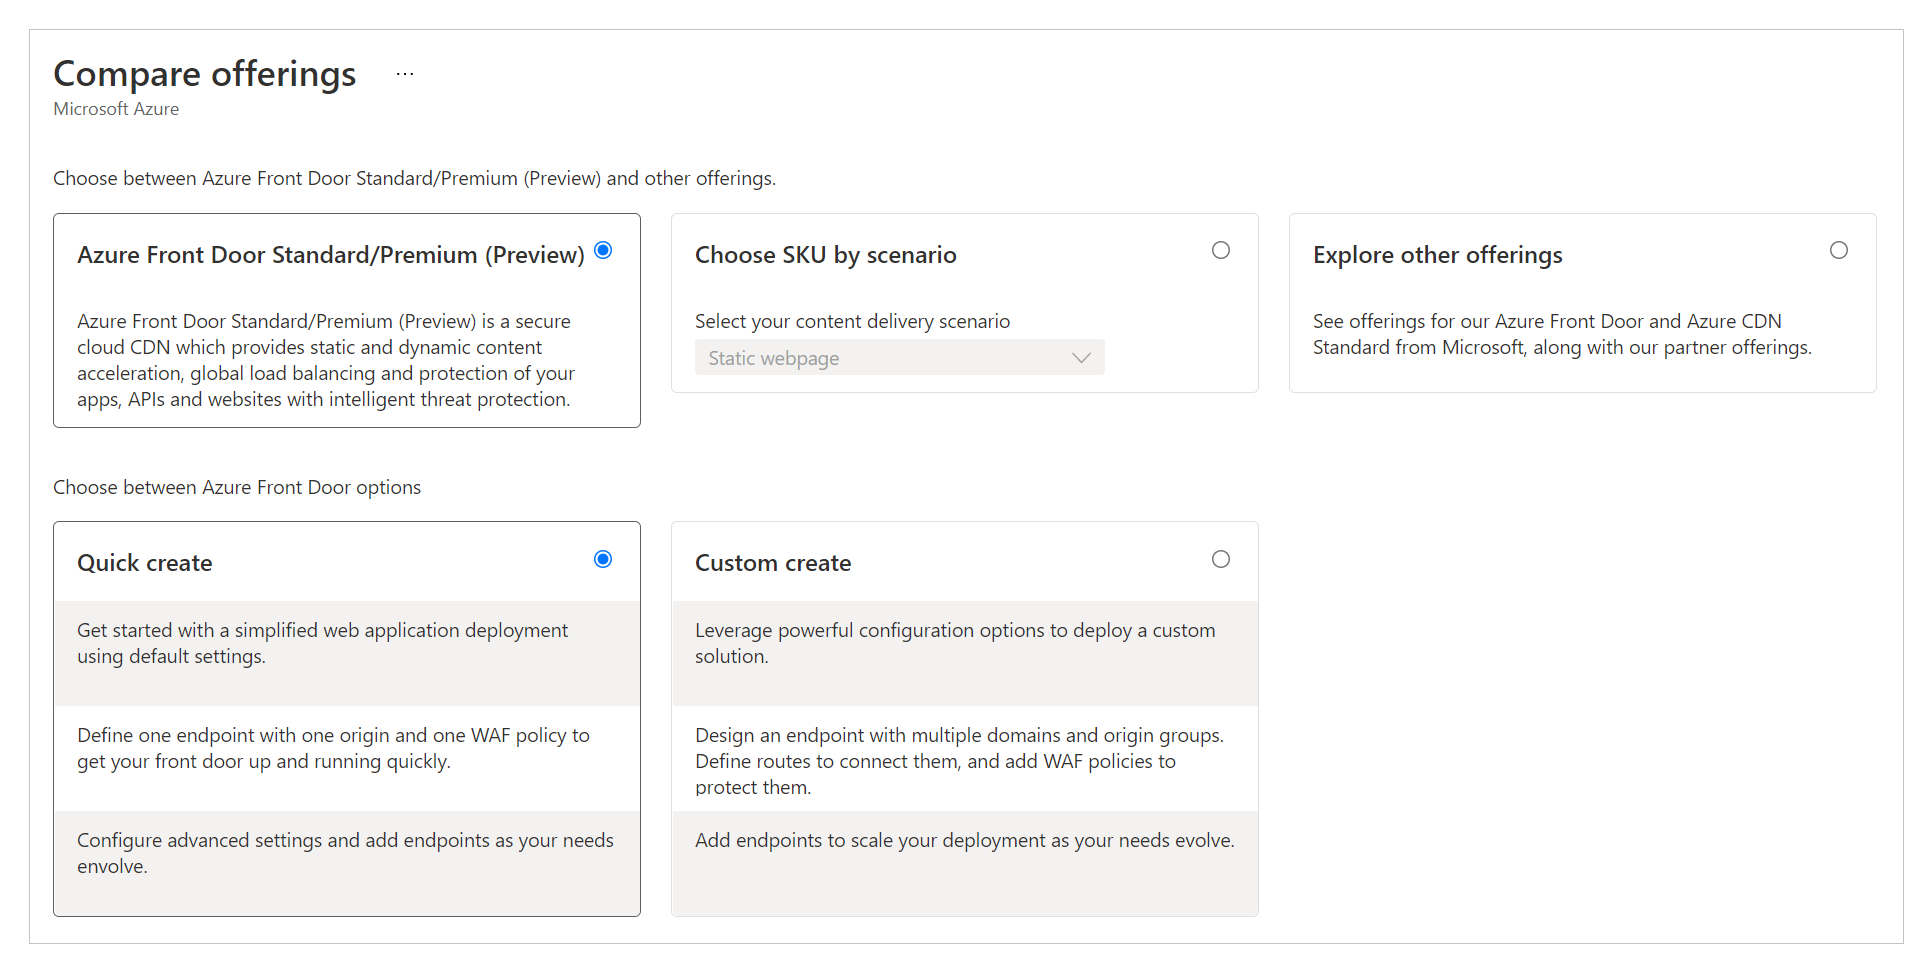 Compare offerings ...
Microsoft Azure
Choose between Azure Front Door Standard/Premium (Preview) and other offerings.
Azure Front Door Standard/Premium (Preview)
Azure Front Door Standard/Premium (Preview) is a secure
cloud CDN which provides static and dynamic content
acceleration, global load balancing and protection of your
apps, APIs and websites with intelligent threat protection.
Choose SKU by scenario
Select your content delivery scenario
Static webpage
Explore other offerings
See offerings for our Azure Front Door and Azure CDN
Standard from Microsoft, along with our partner offerings.
Choose between Azure Front Door options
Quick create
Get started with a simplified web application deployment
using default settings.
Define one endpoint with one origin and one WAF policy to
get your front door up and running quickly.
Configure advanced settings and add endpoints as your needs
envolve.
Custom create
Leverage powerful configuration options to deploy a custom
solution.
Design an endpoint with multiple domains and origin groups.
Define routes to connect them, and add WAF policies to
protect them.
Add endpoints to scale your deployment as your needs evolve.